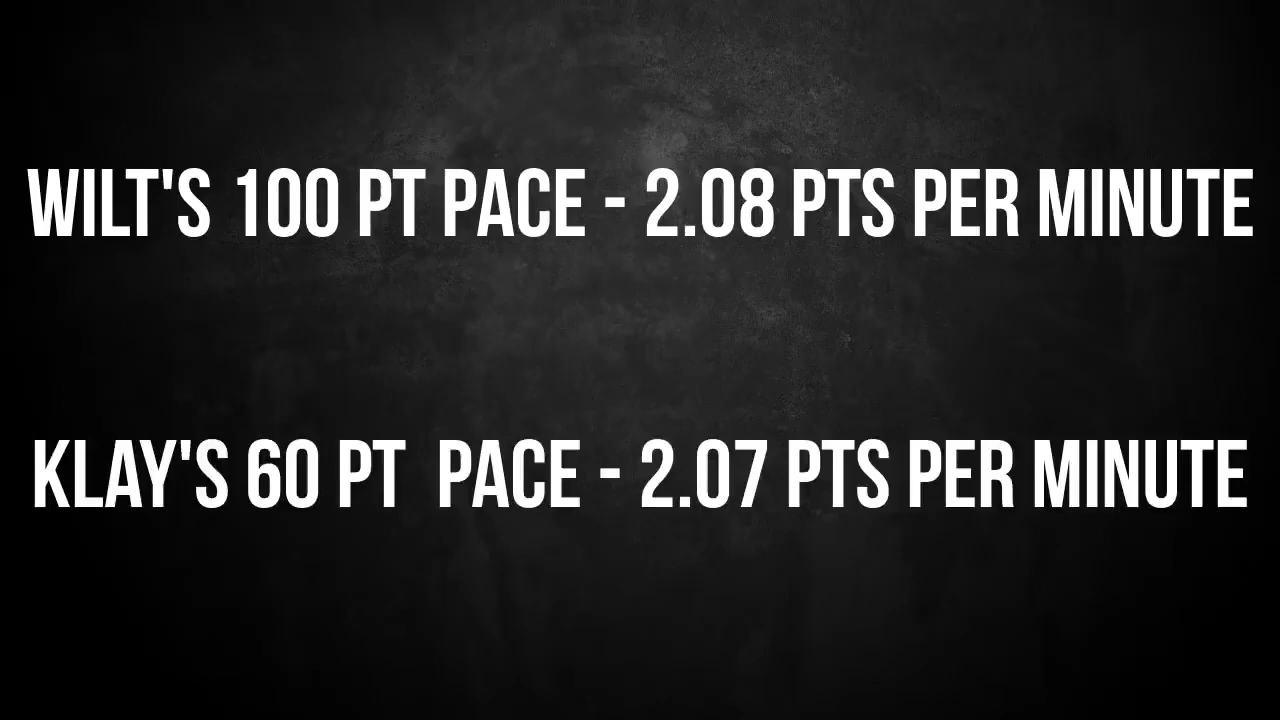 WILT'S 100 PT PACE - 2.08 PTS PER MINUTE
KLAY'S 60 PT PACE - 2.07 PTS PER MINUTE